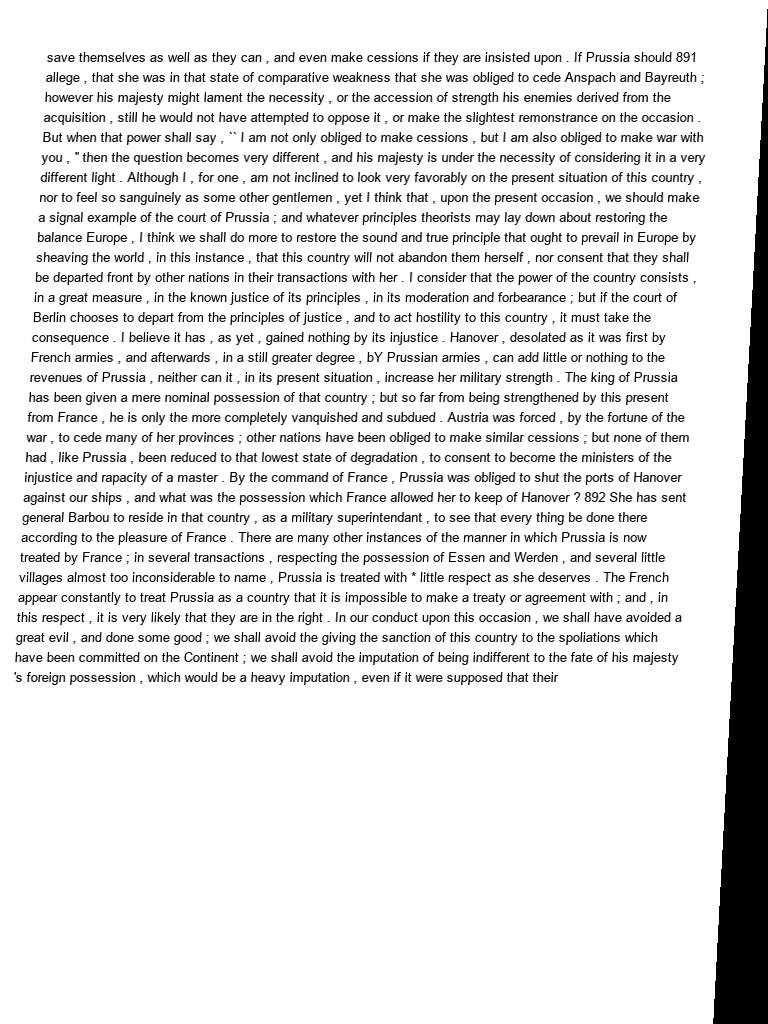 save themselves as well as they can , and even make cessions if they are insisted upon . If Prussia should 891
allege , that she was in that state of comparative weakness that she was obliged to cede Anspach and Bayreuth ;
however his majesty might lament the necessity , or the accession of strength his enemies derived from the
acquisition , still he would not have attempted to oppose it , or make the slightest remonstrance on the occasion .
But when that power shall say , `` I am not only obliged to make cessions , but I am also obliged to make war with
you , '' then the question becomes very different , and his majesty is under the necessity of considering it in a very
different light . Although I , for one , am not inclined to look very favorably on the present situation of this country ,
nor to feel so sanguinely as some other gentlemen , yet I think that , upon the present occasion , we should make
a signal example of the court of Prussia ; and whatever principles theorists may lay down about restoring the
balance Europe , I think we shall do more to restore the sound and true principle that ought to prevail in Europe by
sheaving the world , in this instance , that this country will not abandon them herself , nor consent that they shall
be departed front by other nations in their transactions with her . I consider that the power of the country consists ,
in a great measure , in the known justice of its principles , in its moderation and forbearance ; but if the court of
Berlin chooses to depart from the principles of justice , and to act hostility to this country , it must take the
consequence . I believe it has , as yet , gained nothing by its injustice . Hanover , desolated as it was first by
French armies , and afterwards , in a still greater degree , bY Prussian armies , can add little or nothing to the
revenues of Prussia , neither can it , in its present situation , increase her military strength . The king of Prussia
has been given a mere nominal possession of that country ; but so far from being strengthened by this present
from France , he is only the more completely vanquished and subdued . Austria was forced , by the fortune of the
war , to cede many of her provinces ; other nations have been obliged to make similar cessions ; but none of them
had , like Prussia , been reduced to that lowest state of degradation , to consent to become the ministers of the
injustice and rapacity of a master . By the command of France , Prussia was obliged to shut the ports of Hanover
against our ships , and what was the possession which France allowed her to keep of Hanover ? 892 She has sent
general Barbou to reside in that country , as a military superintendant , to see that every thing be done there
according to the pleasure of France . There are many other instances of the manner in which Prussia is now
treated by France ; in several transactions , respecting the possession of Essen and Werden , and several little
villages almost too inconsiderable to name , Prussia is treated with * little respect as she deserves . The French
appear constantly to treat Prussia as a country that it is impossible to make a treaty or agreement with ; and , in
this respect , it is very likely that they are in the right . In our conduct upon this occasion , we shall have avoided a
great evil , and done some good ; we shall avoid the giving the sanction of this country to the spoliations which
have been committed on the Continent ; we shall avoid the imputation of being indifferent to the fate of his majesty
's foreign possession , which would be a heavy imputation , even if it were supposed that their